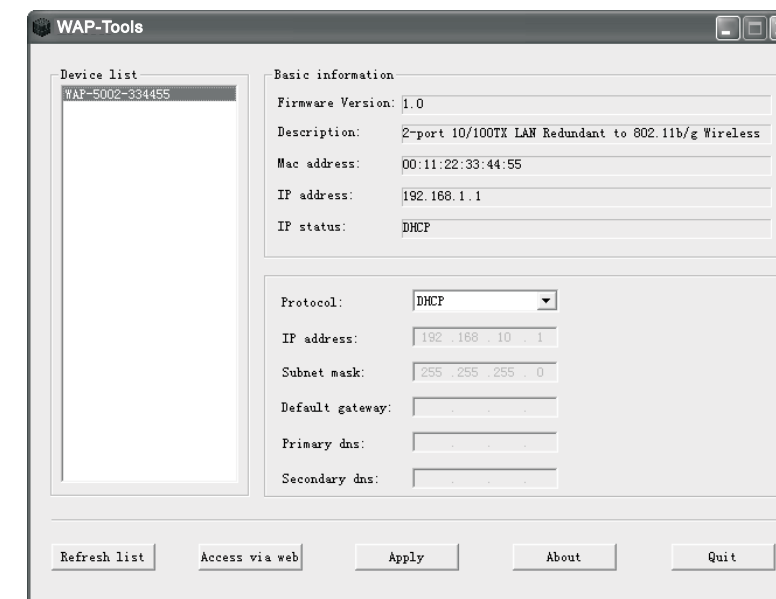 WAP-Tools
Device list
WAP-5002-334455
Basic information
Firmware Version: 1.0
Description: 2-port 10/100TX LAN Redundant to 802.11b/g Wireless
Mac address: 00:11:22:33:44:55
IP address: 192.168.1.1
IP status: DHCP
Protocol: DHCP
IP address: 192 .168 . 10 . 1
Subnet mask: 255 .255 .255 . 0
Default gateway: . . .
Primary dns: . . .
Secondary dns: . . .
Refresh list Access via web Apply About Quit